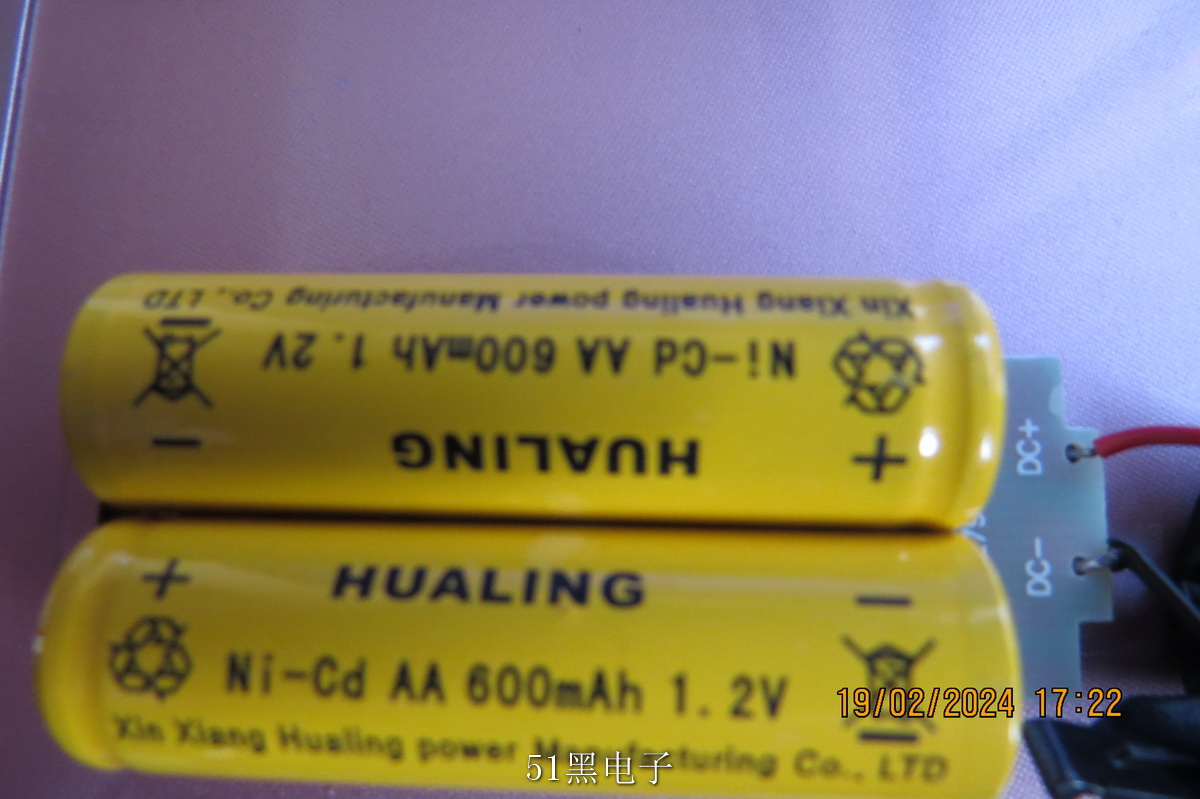 Xin Xiang Hualing power Manufacturing Co., LTD
Ni-Cd AA 600mAh 1.2V
HUALING
+
−
DC+
DC−
+
HUALING
−
Ni-Cd AA 600mAh 1.2V
Xin Xiang Hualing power Manufacturing Co., LTD
19/02/2024 17:22
51黑电子